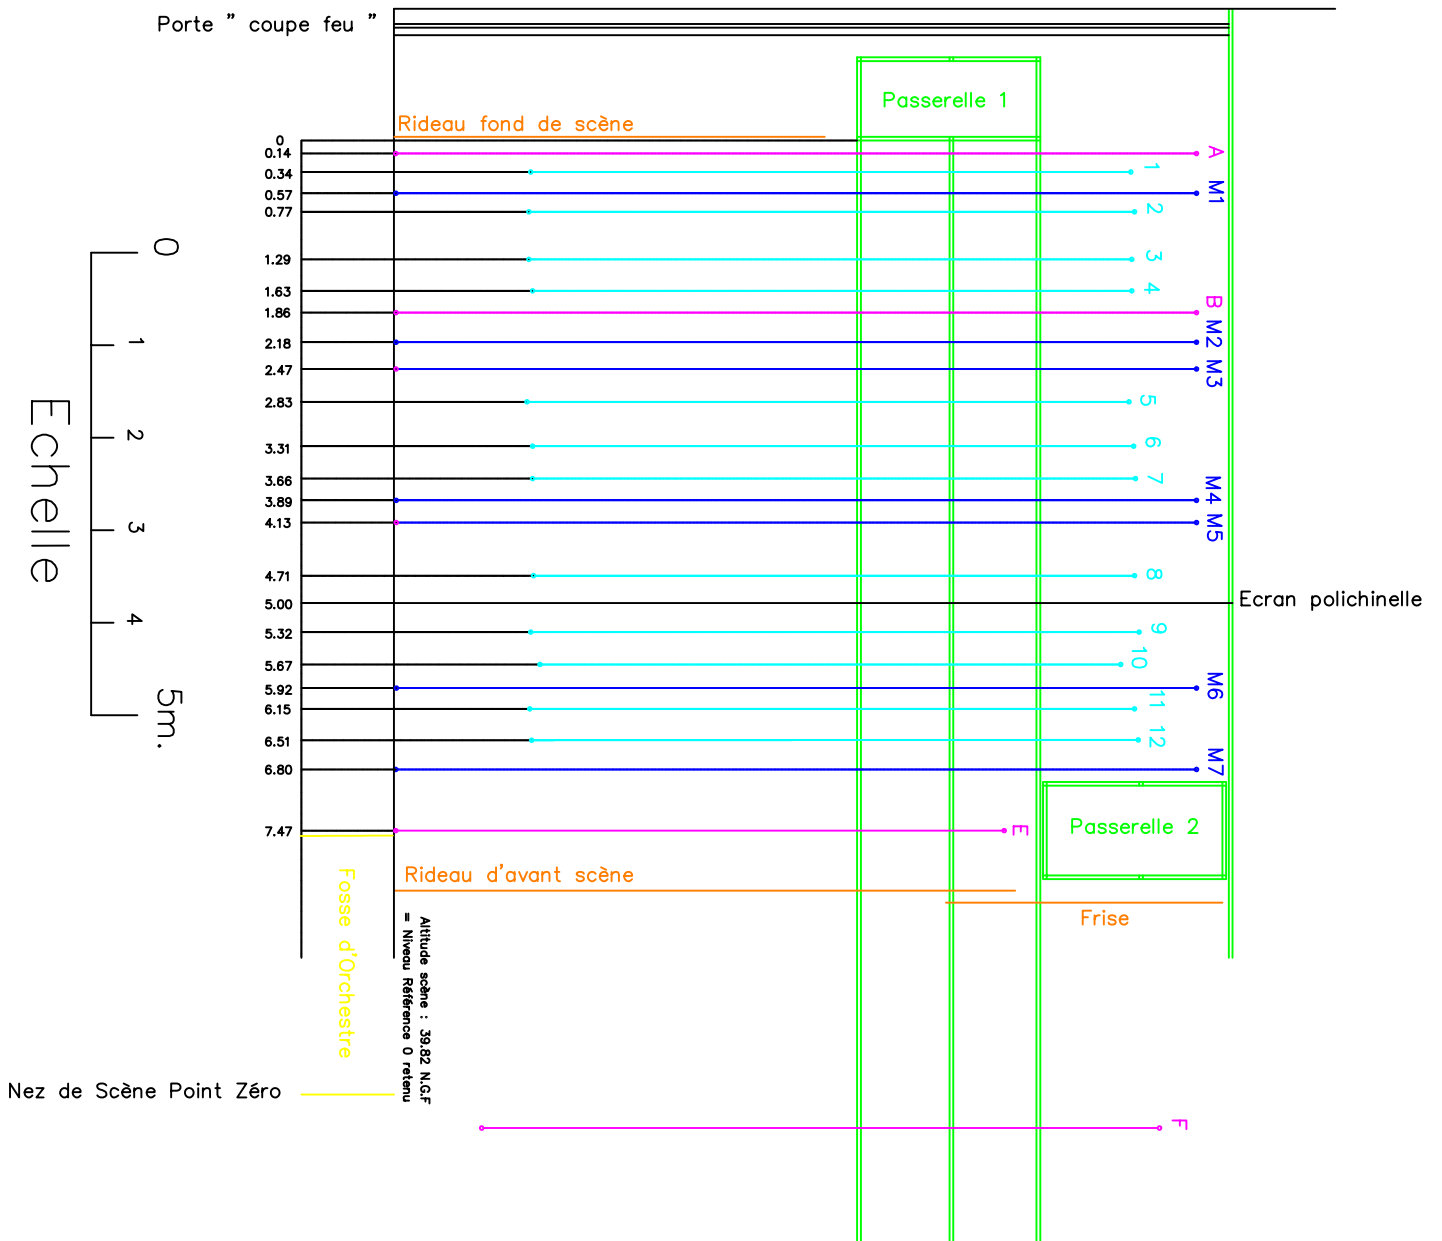 Porte " coupe feu "
Passerelle 1
Rideau fond de scène
0
0.14
A
0.34
1
0.57
M1
0.77
2
1.29
3
1.63
4
1.86
B
2.18
M2
2.47
M3
2.83
5
3.31
6
3.66
7
3.89
M4
4.13
M5
4.71
8
5.00
Ecran polichinelle
5.32
9
5.67
10
5.92
M6
6.15
11
6.51
12
6.80
M7
7.47
E
Passerelle 2
Rideau d'avant scène
Frise
Echelle
0
1
2
3
4
5m.
Fosse d'Orchestre
Altitude scène : 39.82 N.G.F
= Niveau Référence 0 retenu
Nez de Scène Point Zéro
F